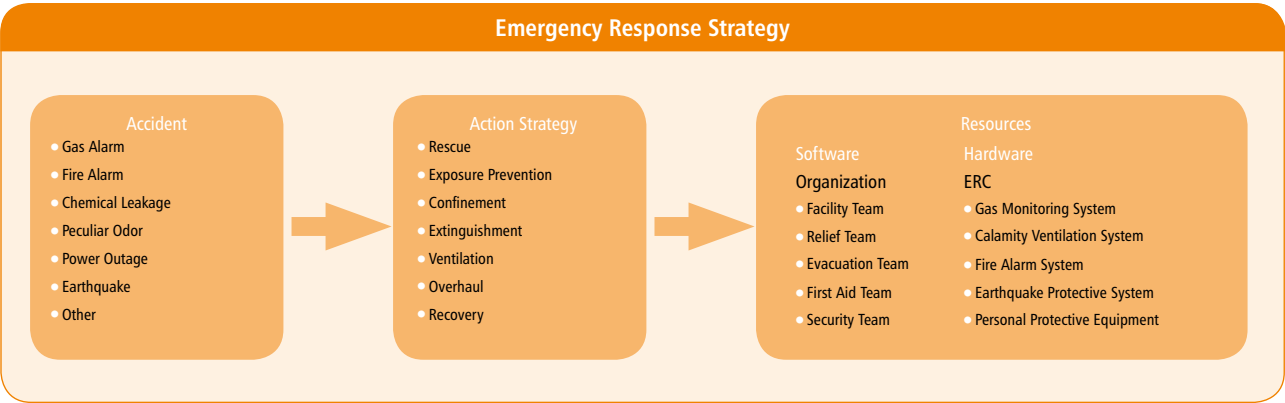 Emergency Response Strategy
Accident
Gas Alarm
Fire Alarm
Chemical Leakage
Peculiar Odor
Power Outage
Earthquake
Other
Action Strategy
Rescue
Exposure Prevention
Confinement
Extinguishment
Ventilation
Overhaul
Recovery
Resources
Software
Organization
Facility Team
Relief Team
Evacuation Team
First Aid Team
Security Team
Hardware
ERC
Gas Monitoring System
Calamity Ventilation System
Fire Alarm System
Earthquake Protective System
Personal Protective Equipment